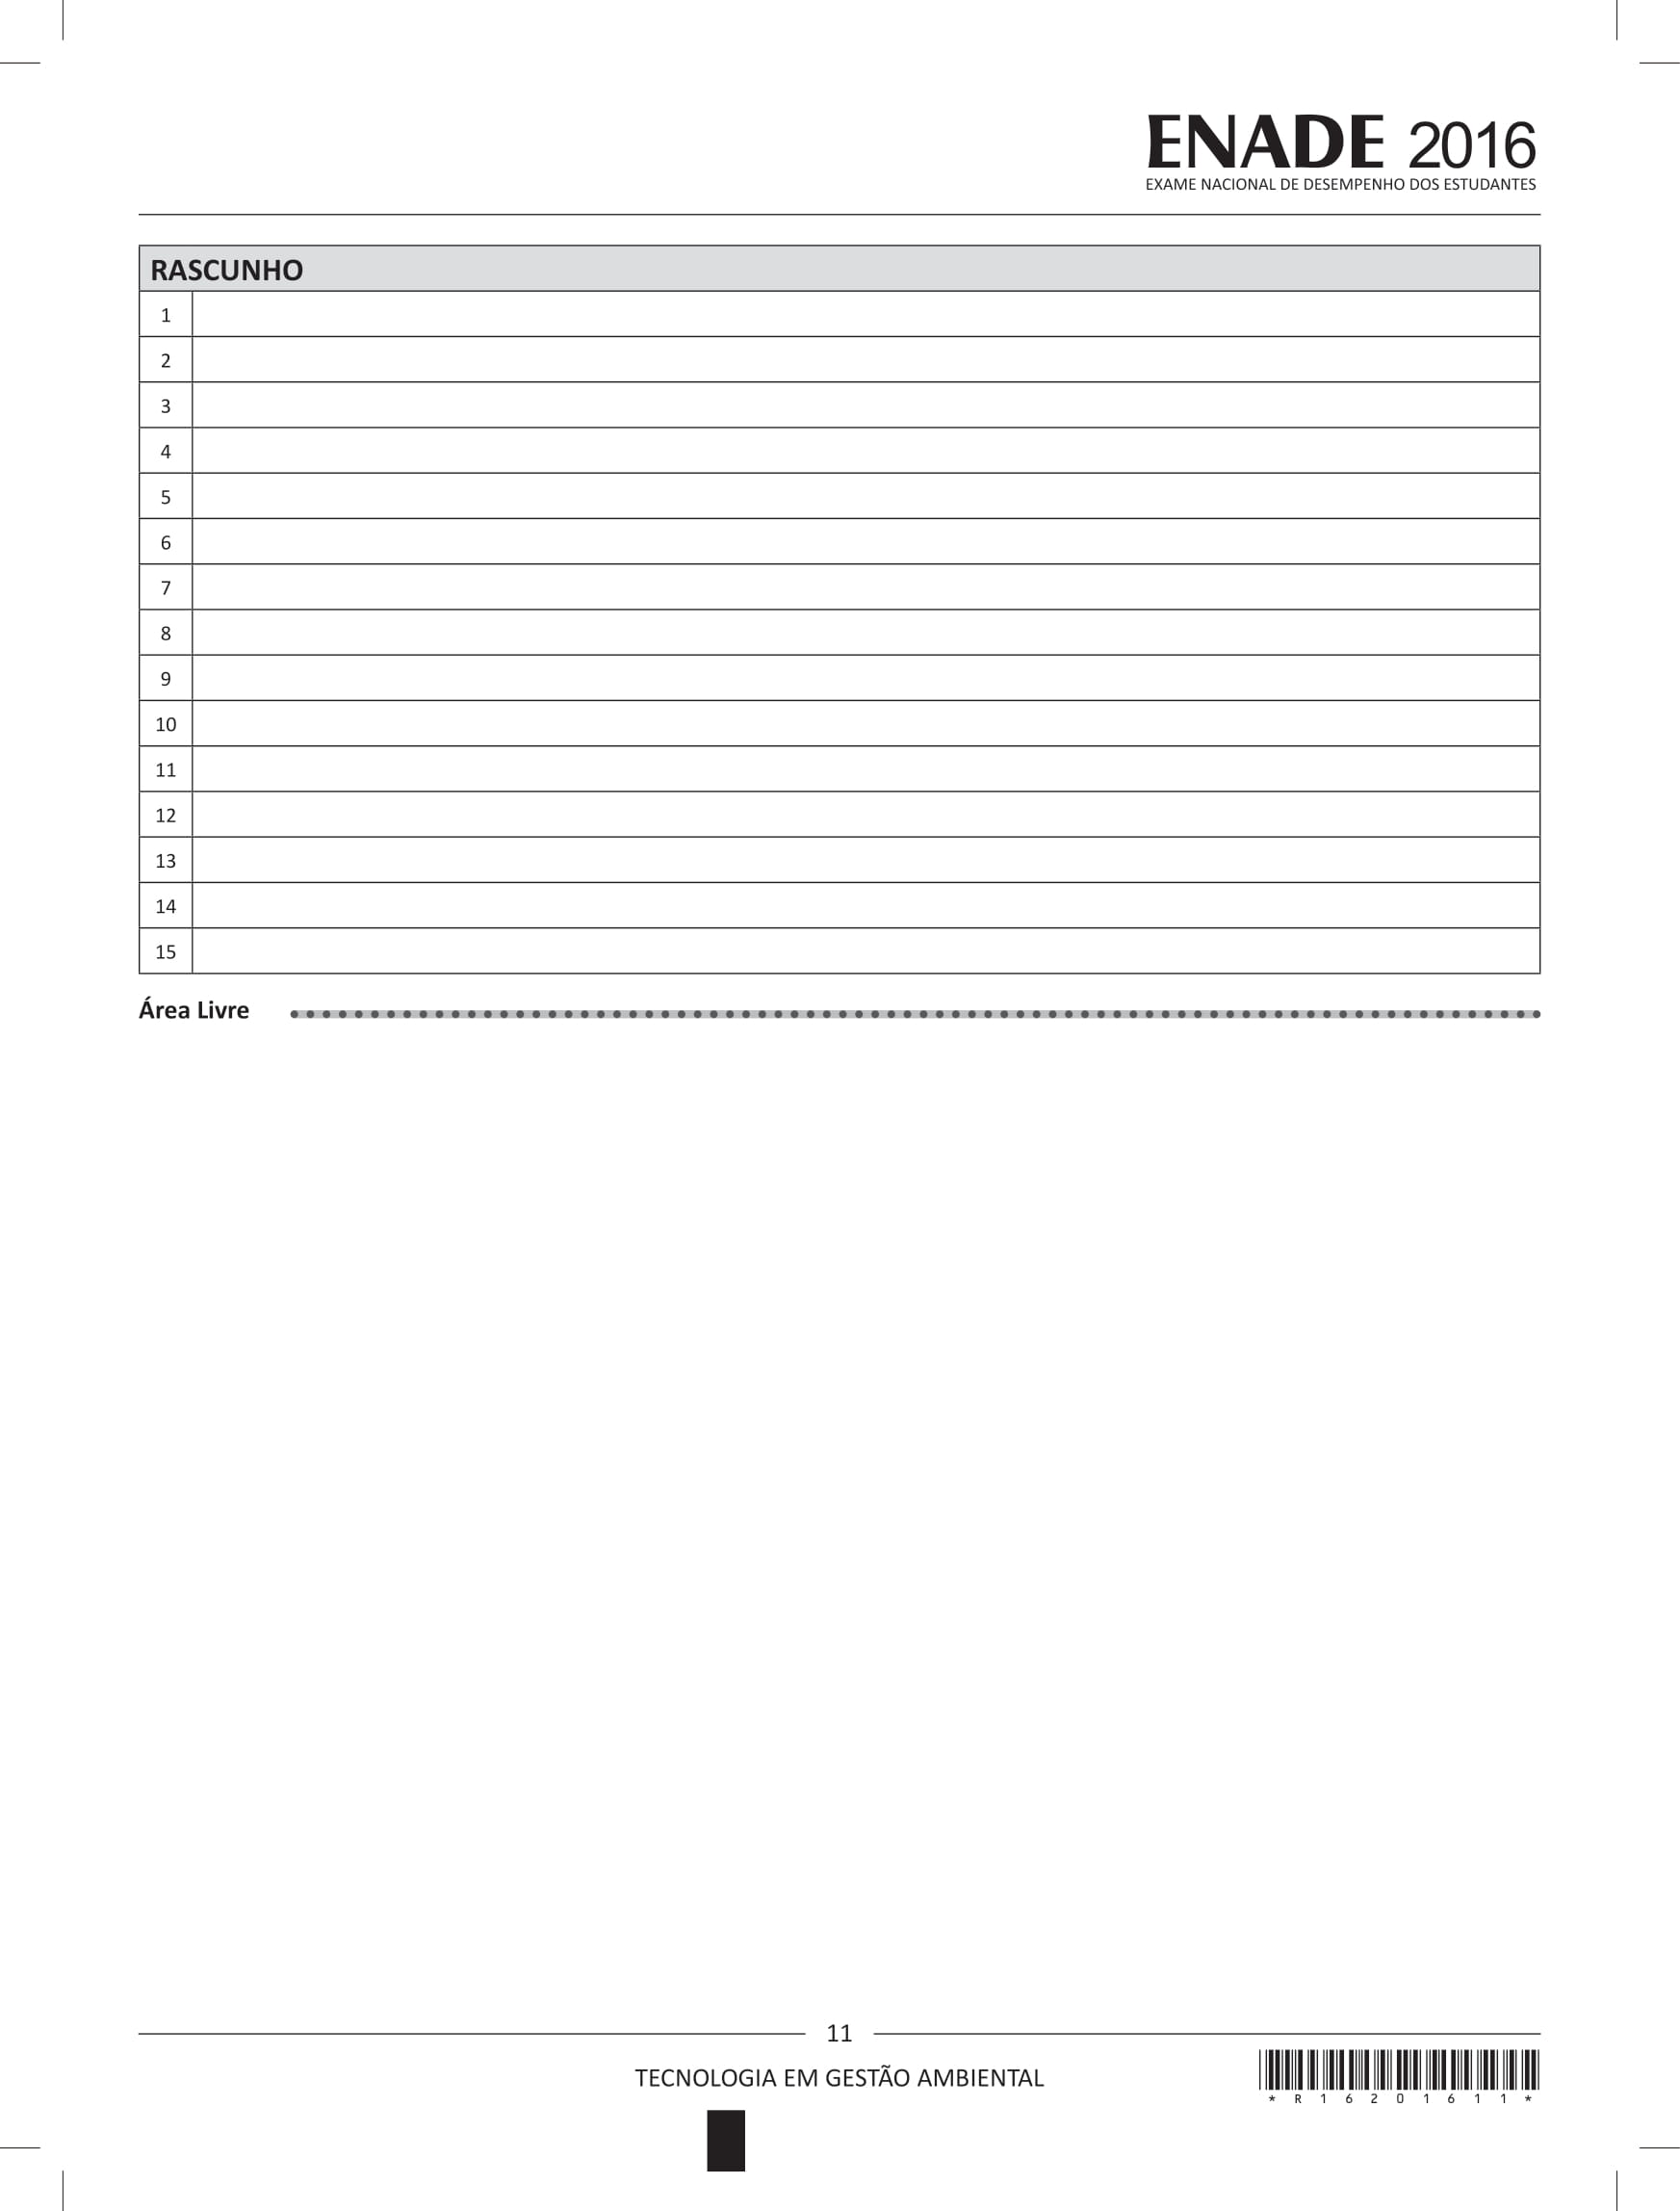 ENADE 2016
EXAME NACIONAL DE DESEMPENHO DOS ESTUDANTES
RASCUNHO
1
2
3
4
5
6
7
8
9
10
11
12
13
14
15
Área Livre
11
TECNOLOGIA EM GESTÃO AMBIENTAL
* R 1 6 2 0 1 6 1 1 *